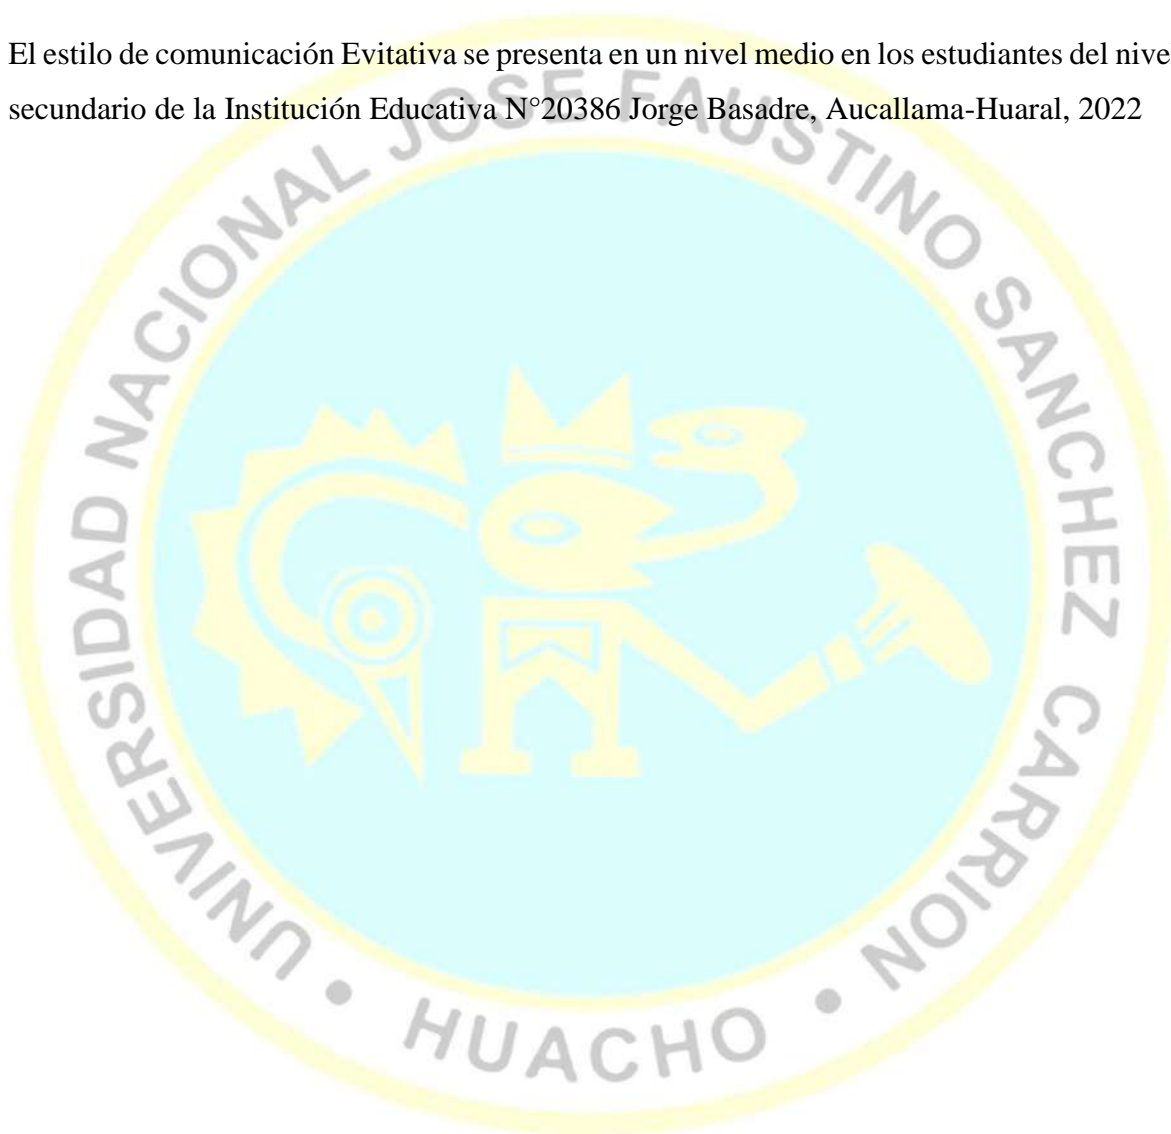 El estilo de comunicación Evitativa se presenta en un nivel medio en los estudiantes del nive
secundario de la Institución Educativa N°20386 Jorge Basadre, Aucallama-Huaral, 2022
UNIVERSIDAD NACIONAL JOSE FAUSTINO SANCHEZ CARRION
• HUACHO •